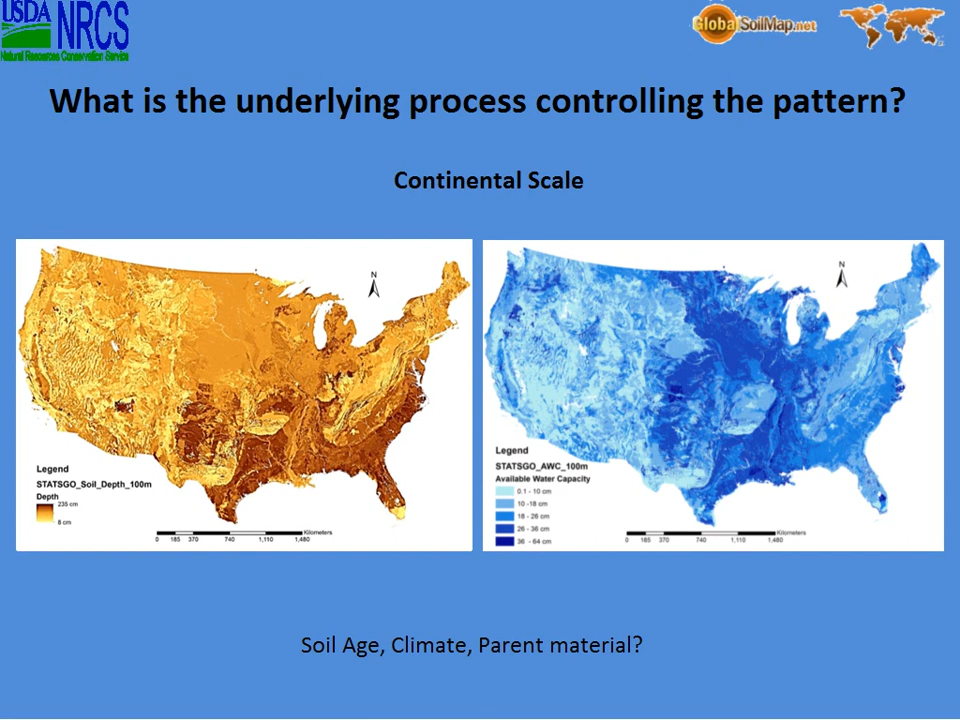 USDA
NRCS
Natural Resources Conservation Service
GlobalSoilMap.net
What is the underlying process controlling the pattern?
Continental Scale
N
Legend
STATSGO_Soil_Depth_100m
Depth
235 cm
8 cm
Kilometers
0 185 370 740 1,110 1,480
N
Legend
STATSGO_AWC_100m
Available Water Capacity
0.1 - 10 cm
10 -18 cm
18 - 26 cm
26 - 36 cm
36 - 64 cm
Kilometers
0 185 370 740 1,110 1,480
Soil Age, Climate, Parent material?